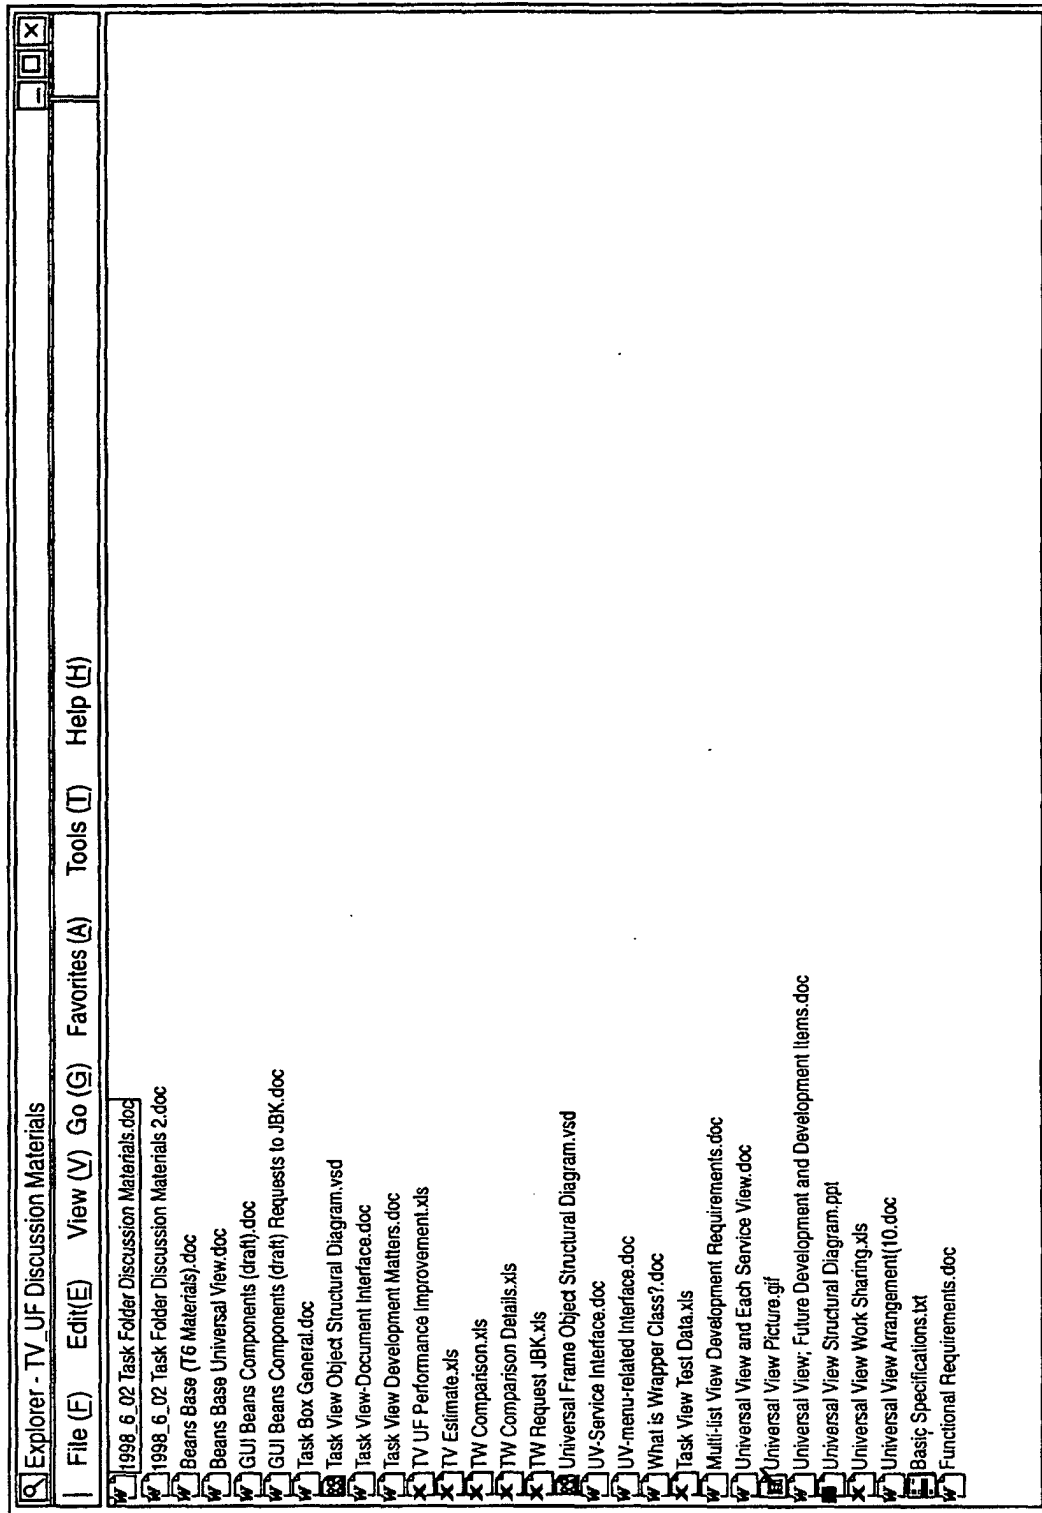 Explorer - TV_UF Discussion Materials
File (F) Edit(E) View (V) Go (G) Favorites (A) Tools (T) Help (H)
1998_6_02 Task Folder Discussion Materials.doc
1998_6_02 Task Folder Discussion Materials 2.doc
Beans Base (T6 Materials).doc
Beans Base Universal View.doc
GUI Beans Components (draft).doc
GUI Beans Components (draft) Requests to JBK.doc
Task Box General.doc
Task View Object Structural Diagram.vsd
Task View-Document Interface.doc
Task View Development Matters.doc
TV UF Performance Improvement.xls
TV Estimate.xls
TW Comparison.xls
TW Comparison Details.xls
TW Request JBK.xls
Universal Frame Object Structural Diagram.vsd
UV-Service Interface.doc
UV-menu-related Interface.doc
What is Wapper Class?.doc
Task View Test Data.xls
Multi-list View Development Requirements.doc
Universal View and Each Service View.doc
Universal View Picture.gif
Universal View; Future Development and Development Items.doc
Universal View Structural Diagram.ppt
Universal View Work Sharing.xls
Universal View Arrangement(10.doc
Basic Specifications.txt
Functional Requirements.doc